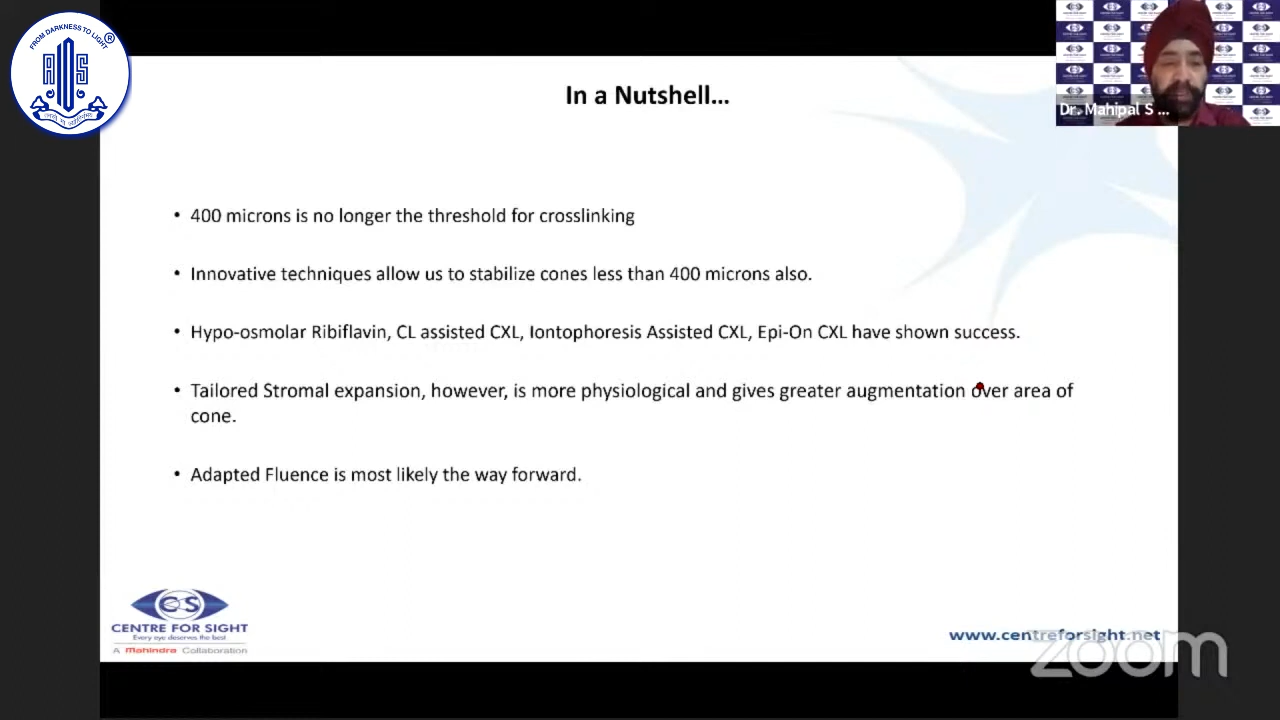 FROM DARKNESS TO LIGHT
®
AIOS
Dr. Mahipal S ...
In a Nutshell...
• 400 microns is no longer the threshold for crosslinking
• Innovative techniques allow us to stabilize cones less than 400 microns also.
• Hypo-osmolar Ribiflavin, CL assisted CXL, Iontophoresis Assisted CXL, Epi-On CXL have shown success.
• Tailored Stromal expansion, however, is more physiological and gives greater augmentation over area of
cone.
• Adapted Fluence is most likely the way forward.
CFS
CENTRE FOR SIGHT
Every eye deserves the best
A Mahindra Collaboration
www.centreforsight.net
zoom